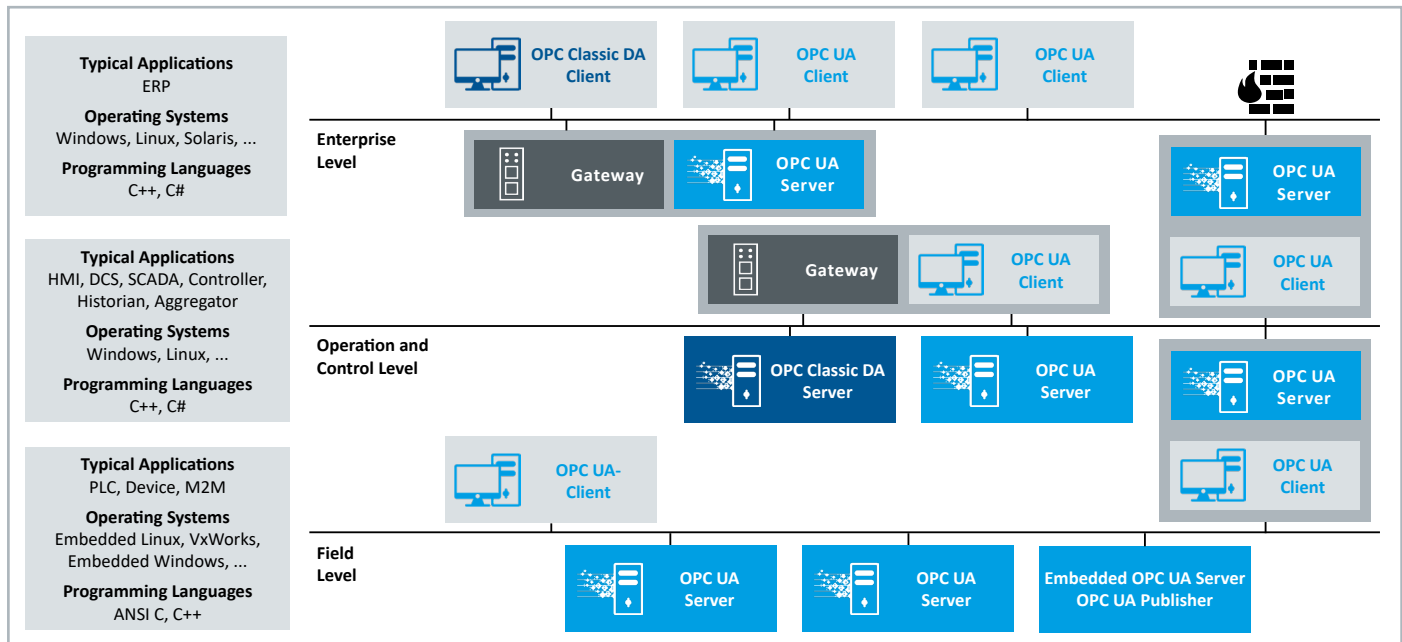 Typical Applications
ERP
Operating Systems
Windows, Linux, Solaris, ...
Programming Languages
C++, C#
Typical Applications
HMI, DCS, SCADA, Controller,
Historian, Aggregator
Operating Systems
Windows, Linux, ...
Programming Languages
C++, C#
Typical Applications
PLC, Device, M2M
Operating Systems
Embedded Linux, VxWorks,
Embedded Windows, ...
Programming Languages
ANSI C, C++
OPC Classic DA
Client
OPC UA
Client
OPC UA
Client
Enterprise
Level
Gateway
OPC UA
Server
OPC UA
Server
Gateway
OPC UA
Client
OPC UA
Client
Operation and
Control Level
OPC Classic DA
Server
OPC UA
Server
OPC UA
Server
OPC UA-
Client
OPC UA
Client
Field
Level
OPC UA
Server
OPC UA
Server
Embedded OPC UA Server
OPC UA Publisher